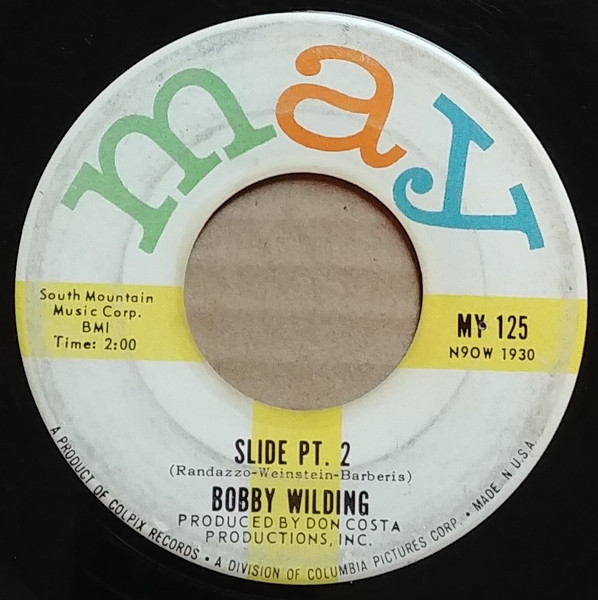 may
South Mountain
Music Corp.
BMI
Time: 2:00
MY 125
N9OW 1930
SLIDE PT. 2
(Randazzo-Weinstein-Barberis)
BOBBY WILDING
PRODUCED BY DON COSTA
PRODUCTIONS, INC.
A PRODUCT OF COLPIX RECORDS • A DIVISION OF COLUMBIA PICTURES CORP. • MADE IN U.S.A.